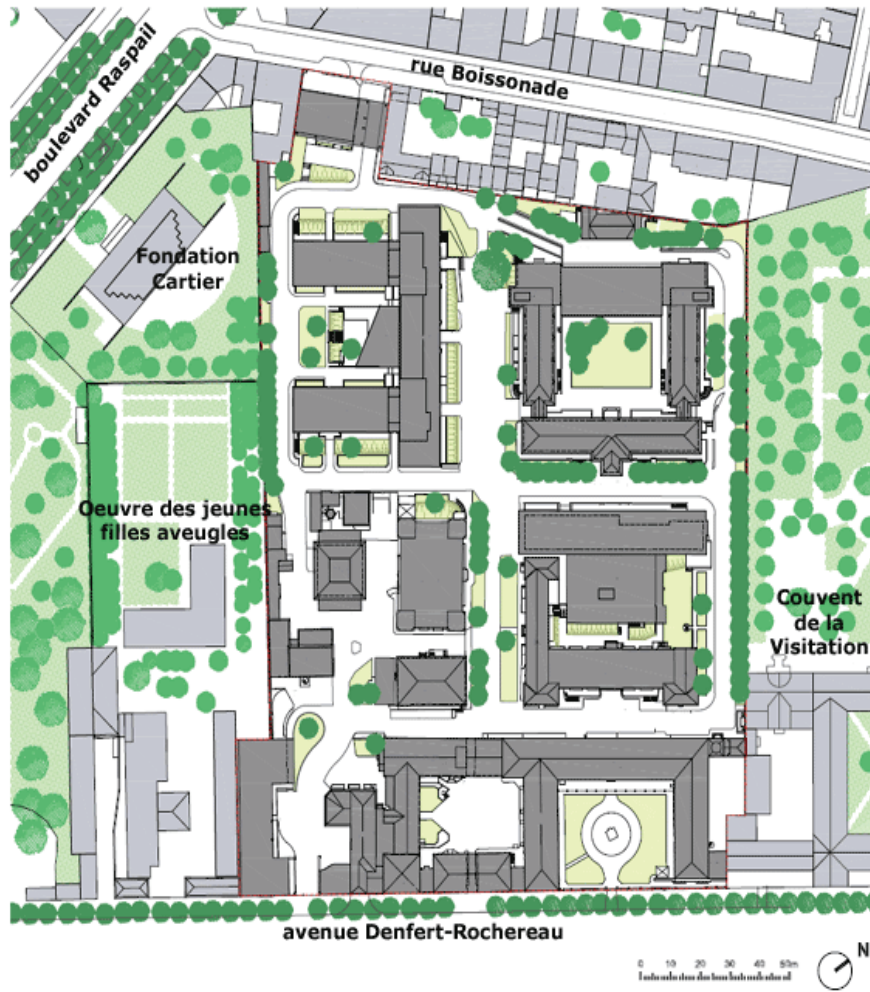 rue Boissonade
boulevard Raspail
Fondation
Cartier
Oeuvre des jeunes
filles aveugles
Couvent
de la
Visitation
avenue Denfert-Rochereau
0 10 20 30 40 50m
N